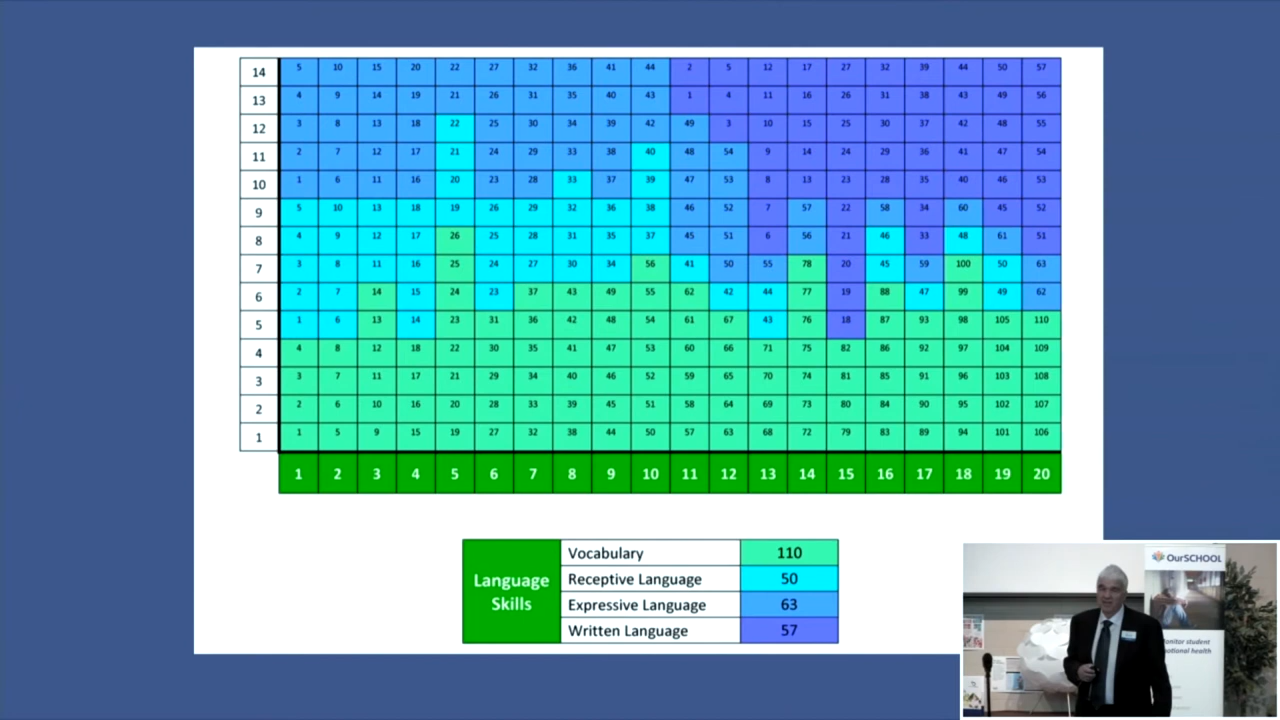 14 5 10 15 20 22 27 32 36 41 44 2 5 12 17 27 32 39 44 50 57
13 4 9 14 19 21 26 31 35 40 43 1 4 11 16 26 31 38 43 49 56
12 3 8 13 18 22 25 30 34 39 42 49 3 10 15 25 30 37 42 48 55
11 2 7 12 17 21 24 29 33 38 40 48 54 9 14 24 29 36 41 47 54
10 1 6 11 16 20 23 28 33 37 39 47 53 8 13 23 28 35 40 46 53
9 5 10 13 18 19 26 29 32 36 38 46 52 7 57 22 58 34 60 45 52
8 4 9 12 17 26 25 28 31 35 37 45 51 6 56 21 46 33 48 61 51
7 3 8 11 16 25 24 27 30 34 56 41 50 55 78 20 45 59 100 50 63
6 2 7 14 15 24 23 37 43 49 55 62 42 44 77 19 88 47 99 49 62
5 1 6 13 14 23 31 36 42 48 54 61 67 43 76 18 87 93 98 105 110
4 4 8 12 18 22 30 35 41 47 53 60 66 71 75 82 86 92 97 104 109
3 3 7 11 17 21 29 34 40 46 52 59 65 70 74 81 85 91 96 103 108
2 2 6 10 16 20 28 33 39 45 51 58 64 69 73 80 84 90 95 102 107
1 1 5 9 15 19 27 32 38 44 50 57 63 68 72 79 83 89 94 101 106
1 2 3 4 5 6 7 8 9 10 11 12 13 14 15 16 17 18 19 20
Language
Skills
Vocabulary 110
Receptive Language 50
Expressive Language 63
Written Language 57
OurSCHOOL
onitor student
otional health